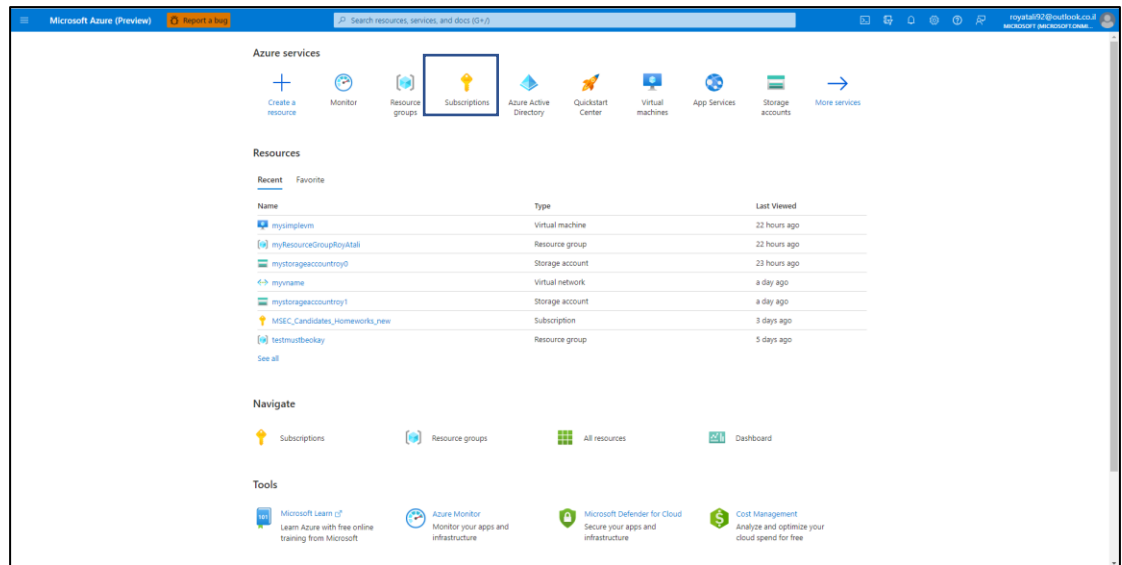 Microsoft Azure (Preview) Report a bug Search resources, services, and docs (G+/) royatali92@outlook.co.il
MICROSOFT (MICROSOFT.ONMI...
Azure services
Create a resource
Monitor
Resource groups
Subscriptions
Azure Active Directory
Quickstart Center
Virtual machines
App Services
Storage accounts
More services
Resources
Recent Favorite
Name Type Last Viewed
mysimplevm Virtual machine 22 hours ago
myResourceGroupRoyAtali Resource group 22 hours ago
mystorageaccountroy0 Storage account 23 hours ago
myvname Virtual network a day ago
mystorageaccountroy1 Storage account a day ago
MSEC_Candidates_Homeworks_new Subscription 3 days ago
testmustbeokay Resource group 5 days ago
See all
Navigate
Subscriptions Resource groups All resources Dashboard
Tools
101
Microsoft Learn
Learn Azure with free online
training from Microsoft
Azure Monitor
Monitor your apps and
infrastructure
Microsoft Defender for Cloud
Secure your apps and
infrastructure
Cost Management
Analyze and optimize your
cloud spend for free